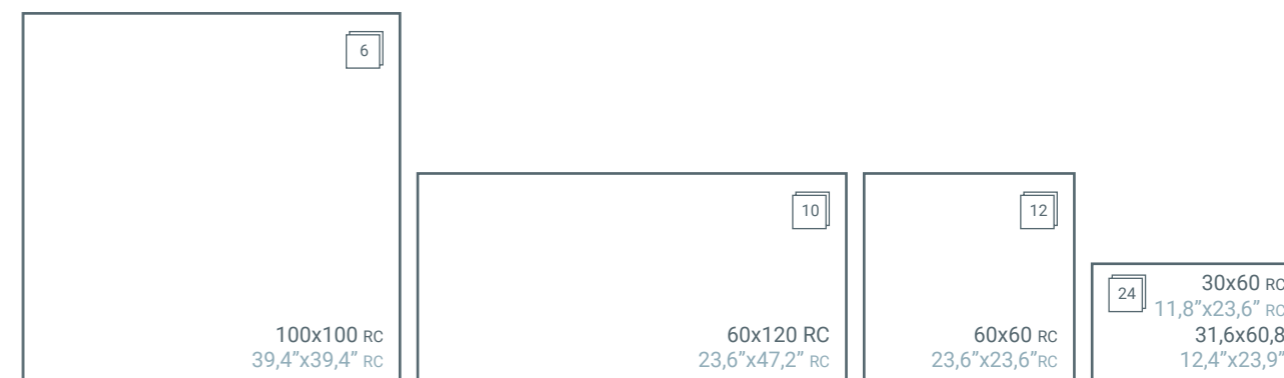 6
100x100 RC
39,4”x39,4” RC
10
60x120 RC
23,6”x47,2” RC
12
60x60 RC
23,6”x23,6”RC
24
30x60 RC
11,8”x23,6” RC
31,6x60,8
12,4”x23,9”